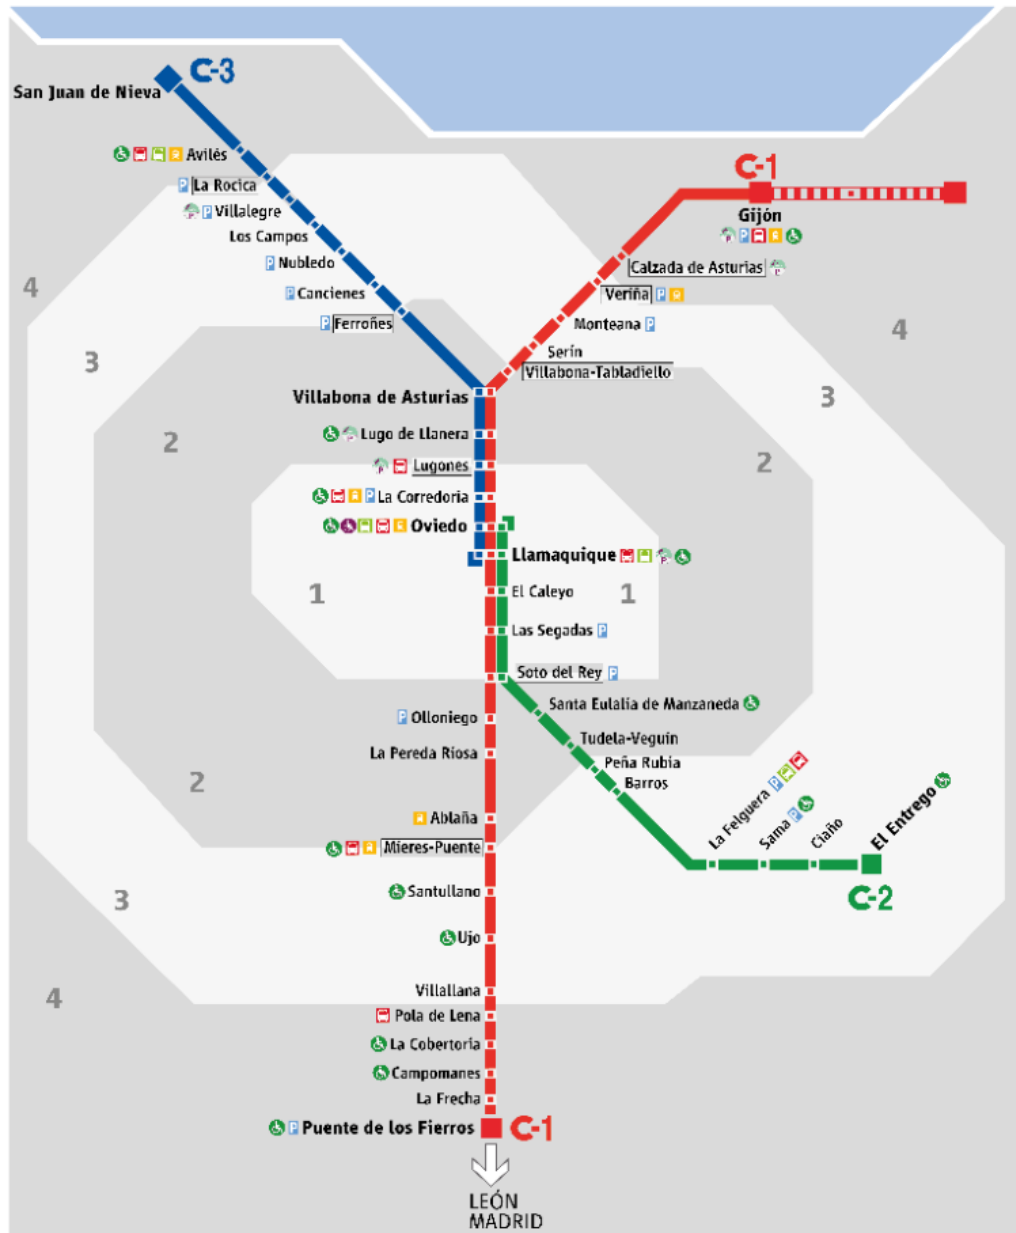 C-3
San Juan de Nieva
Avilés
La Rocica
Villalegre
Los Campos
Nubledo
Cancienes
Ferroñes
C-1
Gijón
Calzada de Asturias
Veriña
Monteana
Serín
Villabona-Tabladiello
4
3
2
4
3
2
Villabona de Asturias
Lugo de Llanera
Lugones
La Corredoria
Oviedo
Llamaquique
1
El Caleyo
1
Las Segadas
Soto del Rey
Olloniego
Santa Eulalia de Manzaneda
La Pereda Riosa
Tudela-Veguín
Peña Rubia
Barros
2
Ablaña
Mieres-Puente
La Felguera
Sama
Ciaño
El Entrego
C-2
3
Santullano
Ujo
4
Villallana
Pola de Lena
La Cobertoria
Campomanes
La Frecha
Puente de los Fierros
C-1
LEÓN
MADRID